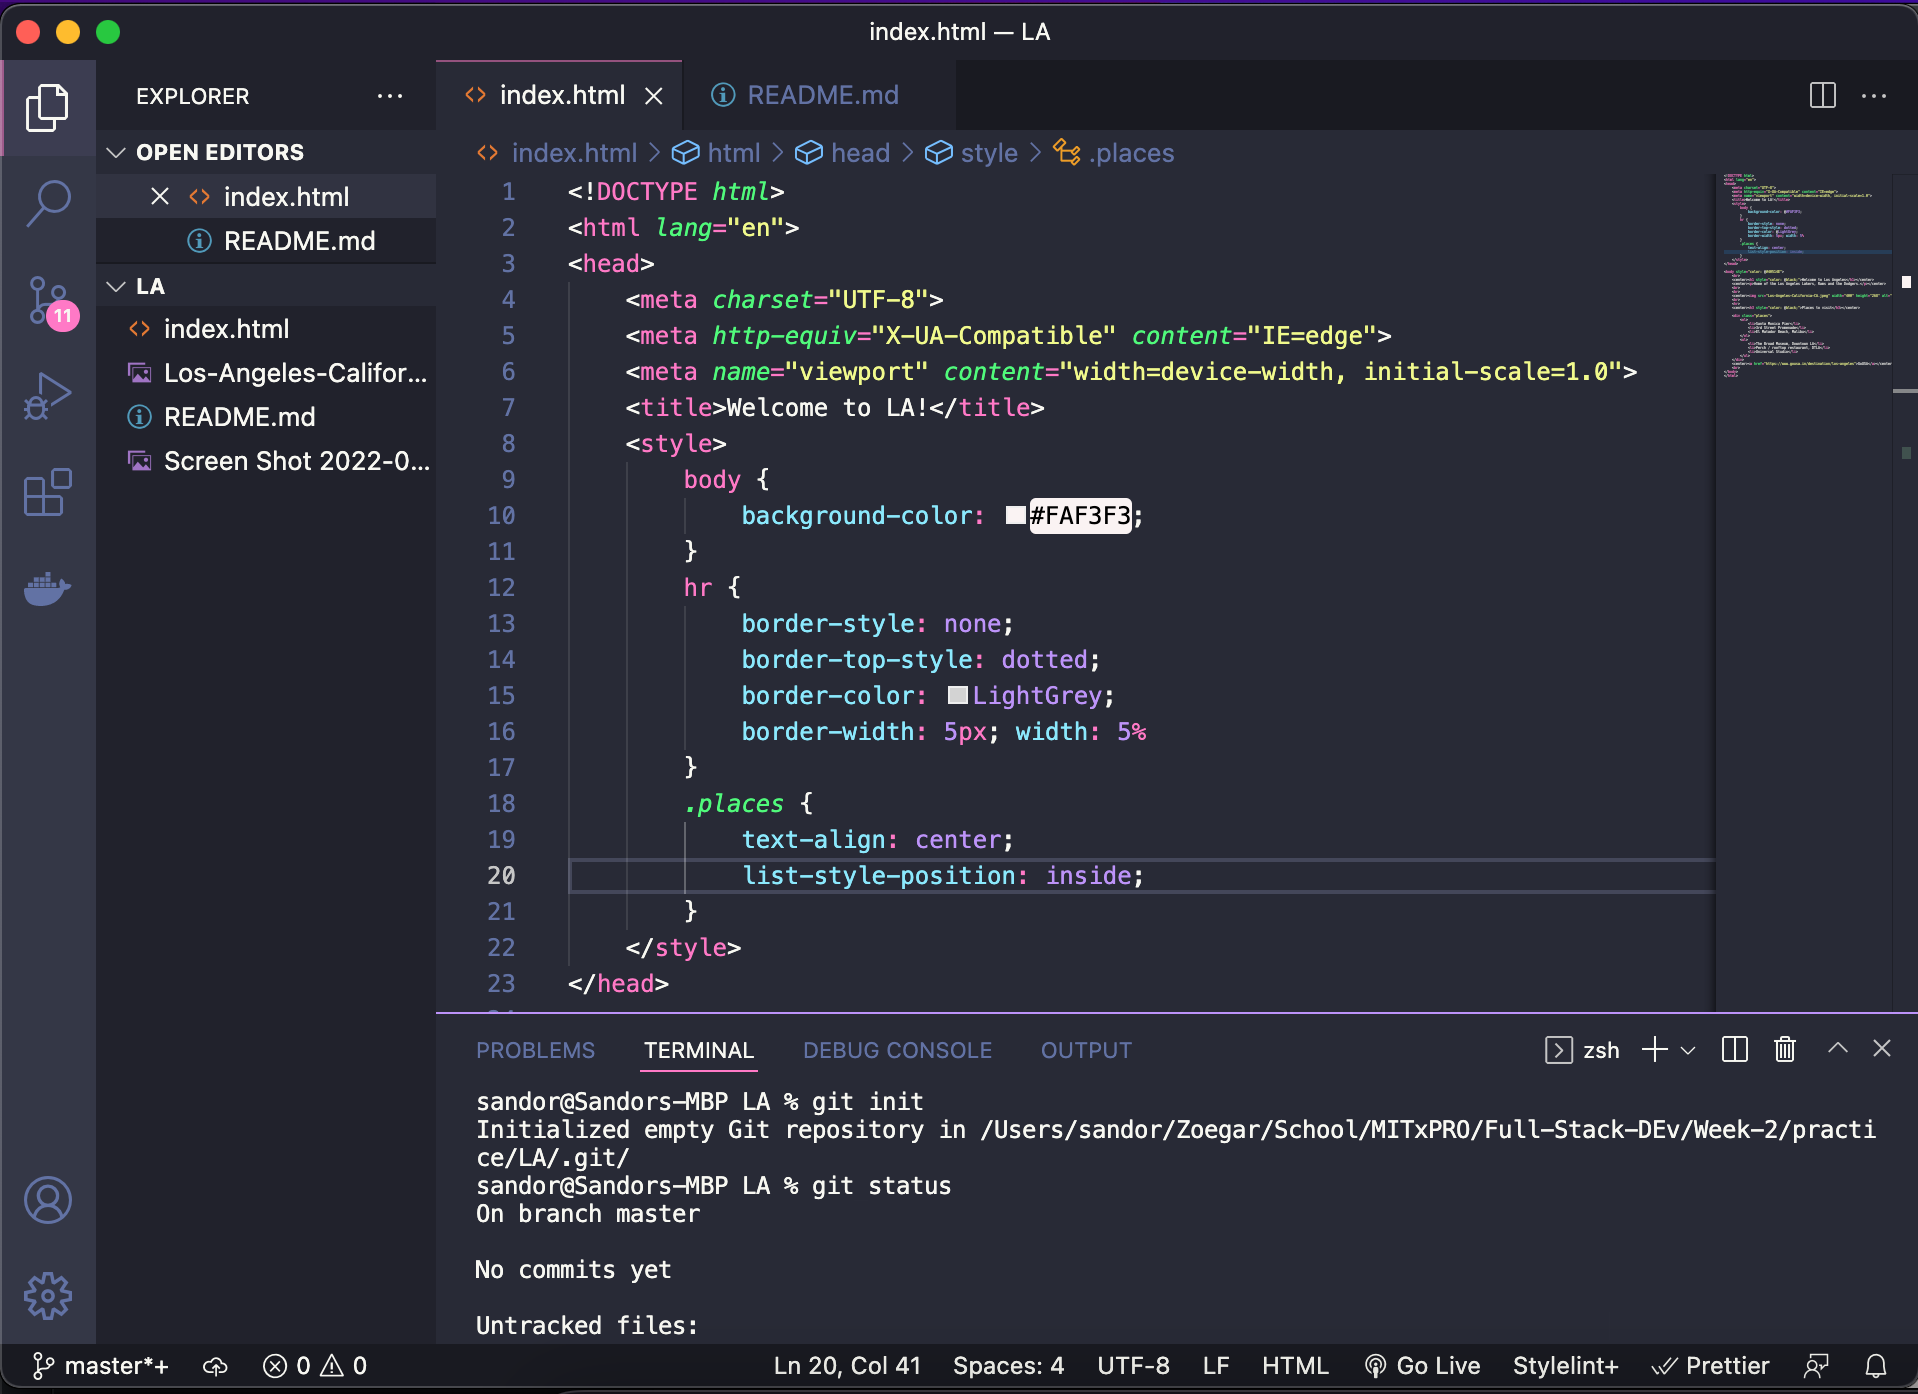 index.html — LA
EXPLORER
OPEN EDITORS
index.html
README.md
LA
index.html
Los-Angeles-Califor...
README.md
Screen Shot 2022-0...
11
index.html
README.md
index.html > html > head > style > .places
1 <!DOCTYPE html>
2 <html lang="en">
3 <head>
4 <meta charset="UTF-8">
5 <meta http-equiv="X-UA-Compatible" content="IE=edge">
6 <meta name="viewport" content="width=device-width, initial-scale=1.0">
7 <title>Welcome to LA!</title>
8 <style>
9 body {
10 background-color: #FAF3F3;
11 }
12 hr {
13 border-style: none;
14 border-top-style: dotted;
15 border-color: LightGrey;
16 border-width: 5px; width: 5%
17 }
18 .places {
19 text-align: center;
20 list-style-position: inside;
21 }
22 </style>
23 </head>
PROBLEMS TERMINAL DEBUG CONSOLE OUTPUT
zsh
sandor@Sandors-MBP LA % git init
Initialized empty Git repository in /Users/sandor/Zoegar/School/MITxPRO/Full-Stack-DEv/Week-2/practi
ce/LA/.git/
sandor@Sandors-MBP LA % git status
On branch master
No commits yet
Untracked files:
master*+ 0 0 Ln 20, Col 41 Spaces: 4 UTF-8 LF HTML Go Live Stylelint+ Prettier